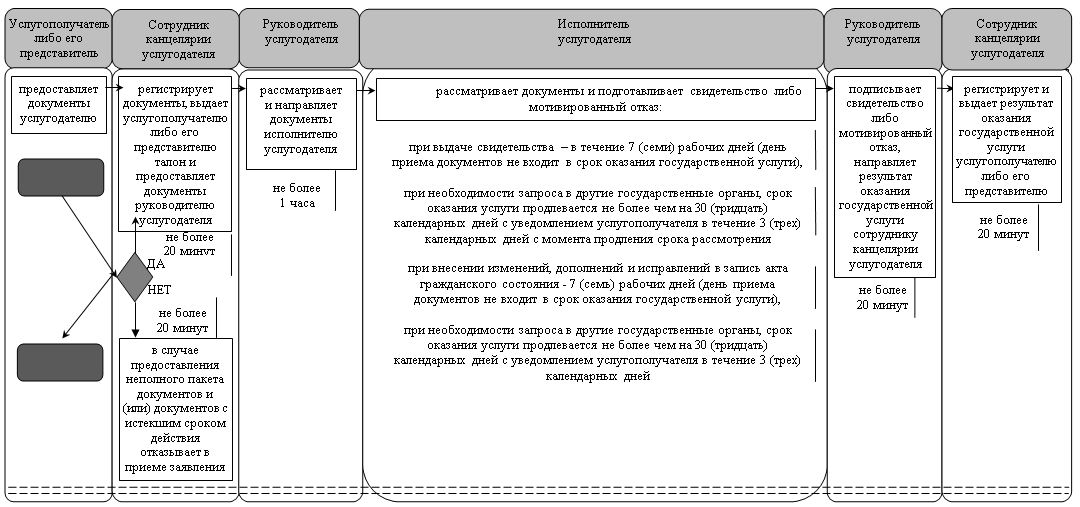 Услугополучатель
либо его
представитель
Сотрудник
канцелярии
услугодателя
Руководитель
услугодателя
Исполнитель
услугодателя
Руководитель
услугодателя
Сотрудник
канцелярии
услугодателя
предоставляет
документы
услугодателю
регистрирует
документы, выдает
услугополучателю
либо его
представителю
талон и
предоставляет
документы
руководителю
услугодателя
не более
20 минут
ДА
НЕТ
не более
20 минут
в случае
предоставления
неполного пакета
документов и
(или) документов с
истекшим сроком
действия
отказывает в
приеме заявления
рассматривает
и направляет
документы
исполнителю
услугодателя
не более
1 часа
рассматривает документы и подготавливает свидетельство либо
мотивированный отказ:
при выдаче свидетельства – в течение 7 (семи) рабочих дней (день
приема документов не входит в срок оказания государственной услуги),
при необходимости запроса в другие государственные органы, срок
оказания услуги продлевается не более чем на 30 (тридцать)
календарных дней с уведомлением услугополучателя в течение 3 (трех)
календарных дней с момента продления срока рассмотрения
при внесении изменений, дополнений и исправлений в запись акта
гражданского состояния - 7 (семь) рабочих дней (день приема
документов не входит в срок оказания государственной услуги),
при необходимости запроса в другие государственные органы, срок
оказания услуги продлевается не более чем на 30 (тридцать)
календарных дней с уведомлением услугополучателя в течение 3 (трех)
календарных дней
подписывает
свидетельство
либо
мотивированный
отказ,
направляет
результат
оказания
государственной
услуги
сотруднику
канцелярии
услугодателя
не более
20 минут
регистрирует и
выдает результат
оказания
государственной
услуги
услугополучателю
либо его
представителю
не более
20 минут